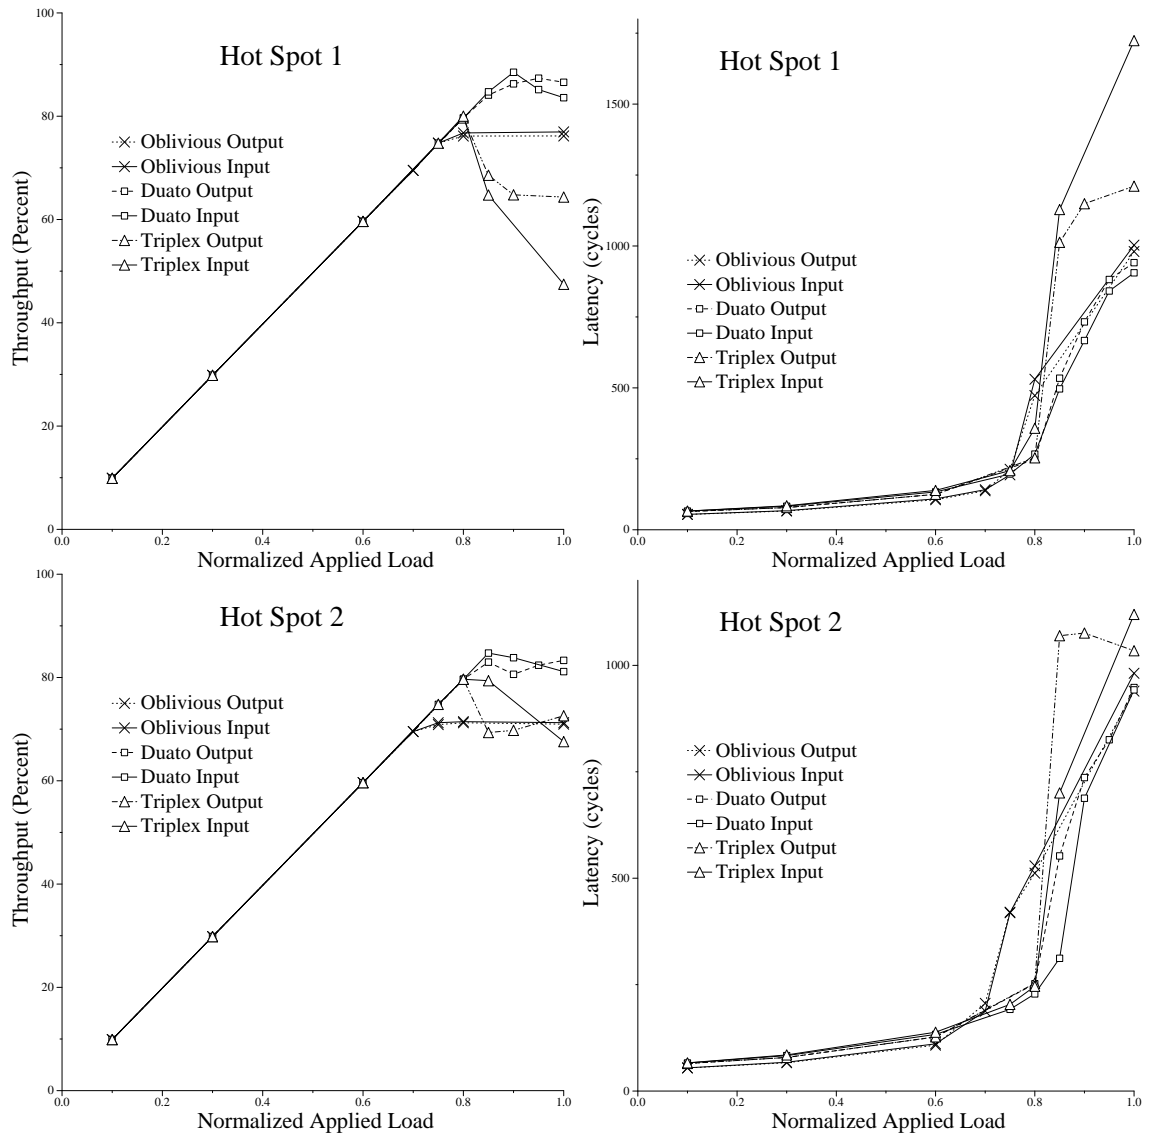 Hot Spot 1
Throughput (Percent)
100
80
60
40
20
0
Oblivious Output
Oblivious Input
Duato Output
Duato Input
Triplex Output
Triplex Input
0.0 0.2 0.4 0.6 0.8 1.0
Normalized Applied Load
Hot Spot 1
Latency (cycles)
1500
1000
500
0
Oblivious Output
Oblivious Input
Duato Output
Duato Input
Triplex Output
Triplex Input
0.0 0.2 0.4 0.6 0.8 1.0
Normalized Applied Load
Hot Spot 2
Throughput (Percent)
100
80
60
40
20
0
Oblivious Output
Oblivious Input
Duato Output
Duato Input
Triplex Output
Triplex Input
0.0 0.2 0.4 0.6 0.8 1.0
Normalized Applied Load
Hot Spot 2
Latency (cycles)
1000
500
0
Oblivious Output
Oblivious Input
Duato Output
Duato Input
Triplex Output
Triplex Input
0.0 0.2 0.4 0.6 0.8 1.0
Normalized Applied Load